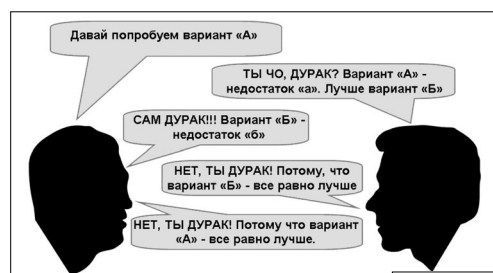 Давай попробуем вариант «А»
ТЫ ЧО, ДУРАК? Вариант «А» -
недостаток «а». Лучше вариант «Б»
САМ ДУРАК!!! Вариант «Б» -
недостаток «б»
НЕТ, ТЫ ДУРАК! Потому, что
вариант «Б» - все равно лучше
НЕТ, ТЫ ДУРАК! Потому что вариант
«А» - все равно лучше.